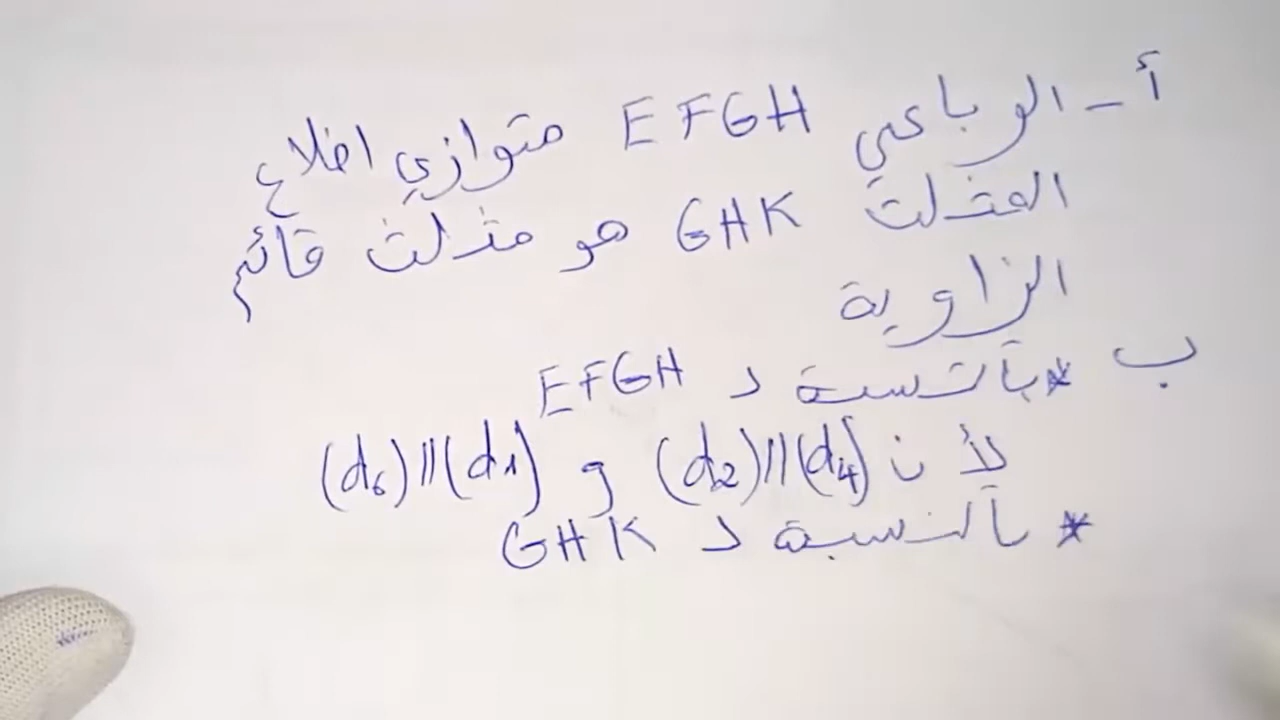 أ - الرباعي EFGH متوازي اضلاع
المثلث GHK هو مثلث قائم
الزاوية
ب * بالنسبة لـ EFGH
لأن (d2)//(d4) و (d6)//(d1)
* بالنسبة لـ GHK